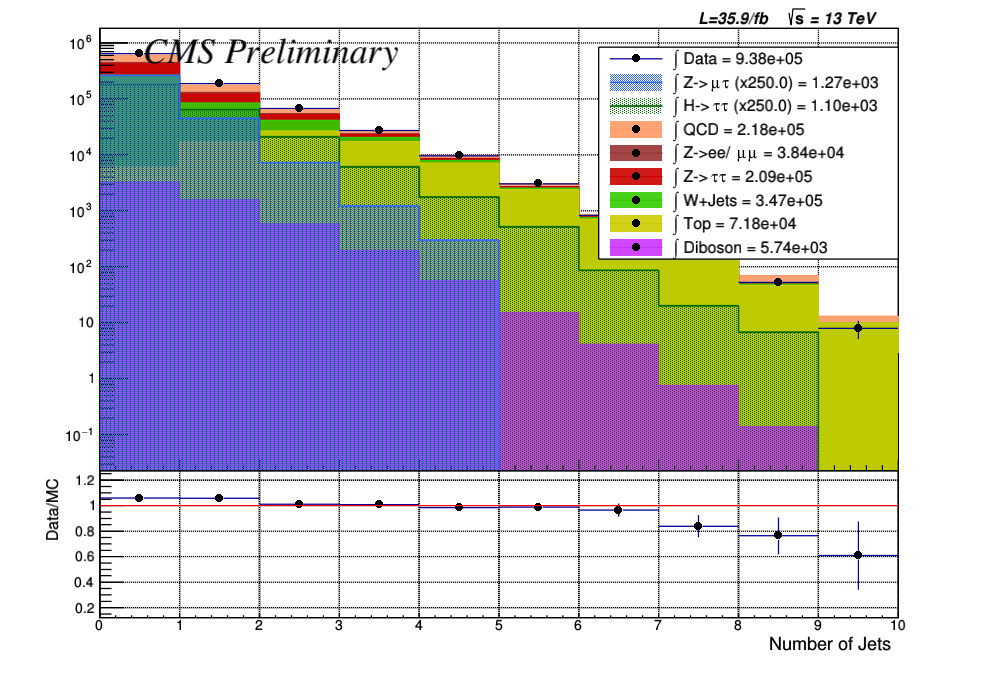 L=35.9/fb √s = 13 TeV
CMS Preliminary
10⁶
10⁵
10⁴
10³
10²
10
1
10⁻¹
∫ Data = 9.38e+05
∫ Z-> μτ (x250.0) = 1.27e+03
∫ H-> ττ (x250.0) = 1.10e+03
∫ QCD = 2.18e+05
∫ Z->ee/ μμ = 3.84e+04
∫ Z-> ττ = 2.09e+05
∫ W+Jets = 3.47e+05
∫ Top = 7.18e+04
∫ Diboson = 5.74e+03
Data/MC
1.2
1
0.8
0.6
0.4
0.2
0 1 2 3 4 5 6 7 8 9 10
Number of Jets